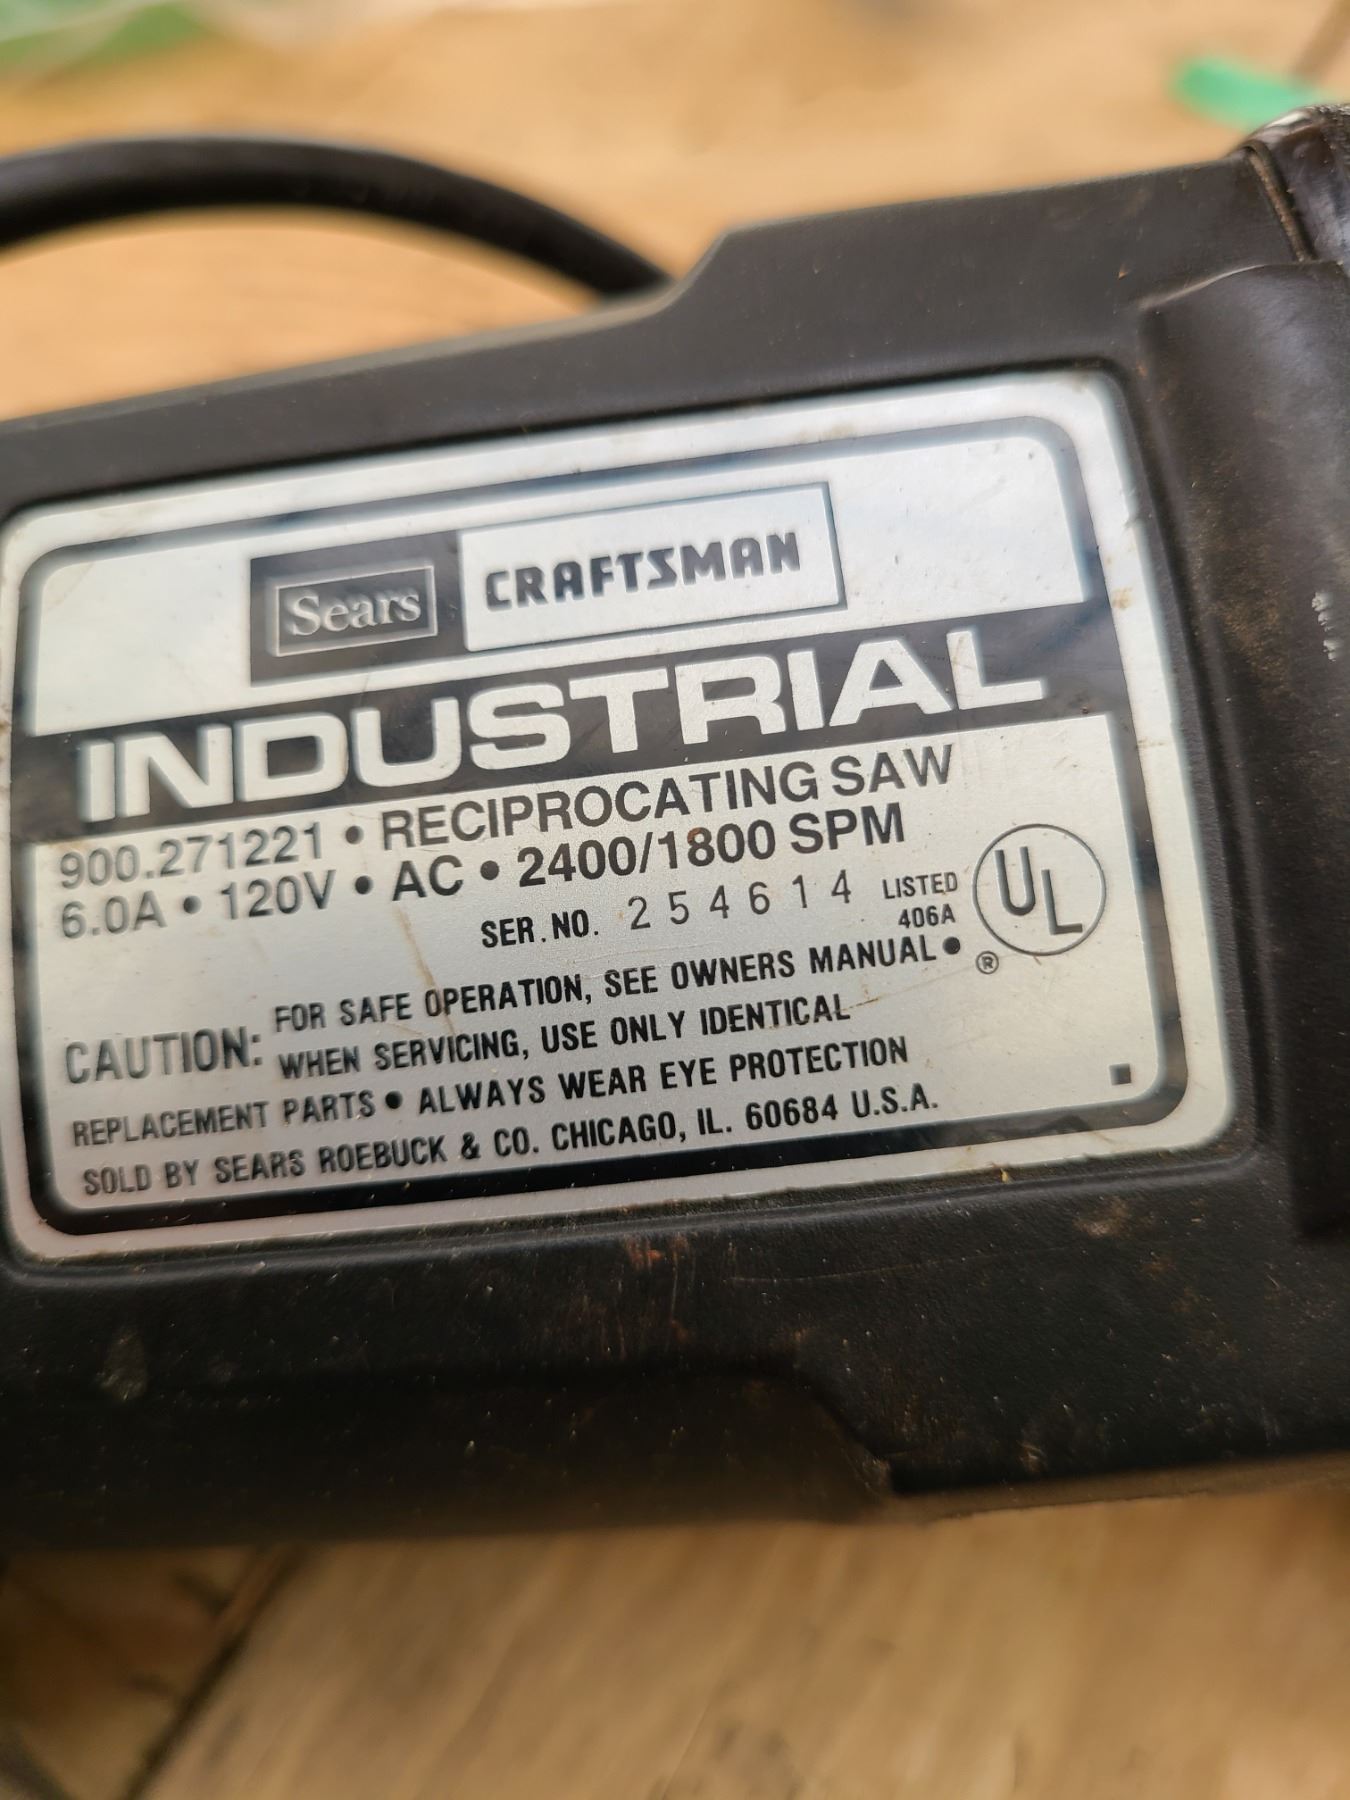 Sears CRAFTSMAN
INDUSTRIAL
900.271221 • RECIPROCATING SAW
6.0A • 120V • AC • 2400/1800 SPM
SER. NO. 254614 LISTED
406A
UL
®
CAUTION: FOR SAFE OPERATION, SEE OWNERS MANUAL •
WHEN SERVICING, USE ONLY IDENTICAL
REPLACEMENT PARTS • ALWAYS WEAR EYE PROTECTION
SOLD BY SEARS ROEBUCK & CO. CHICAGO, IL. 60684 U.S.A.